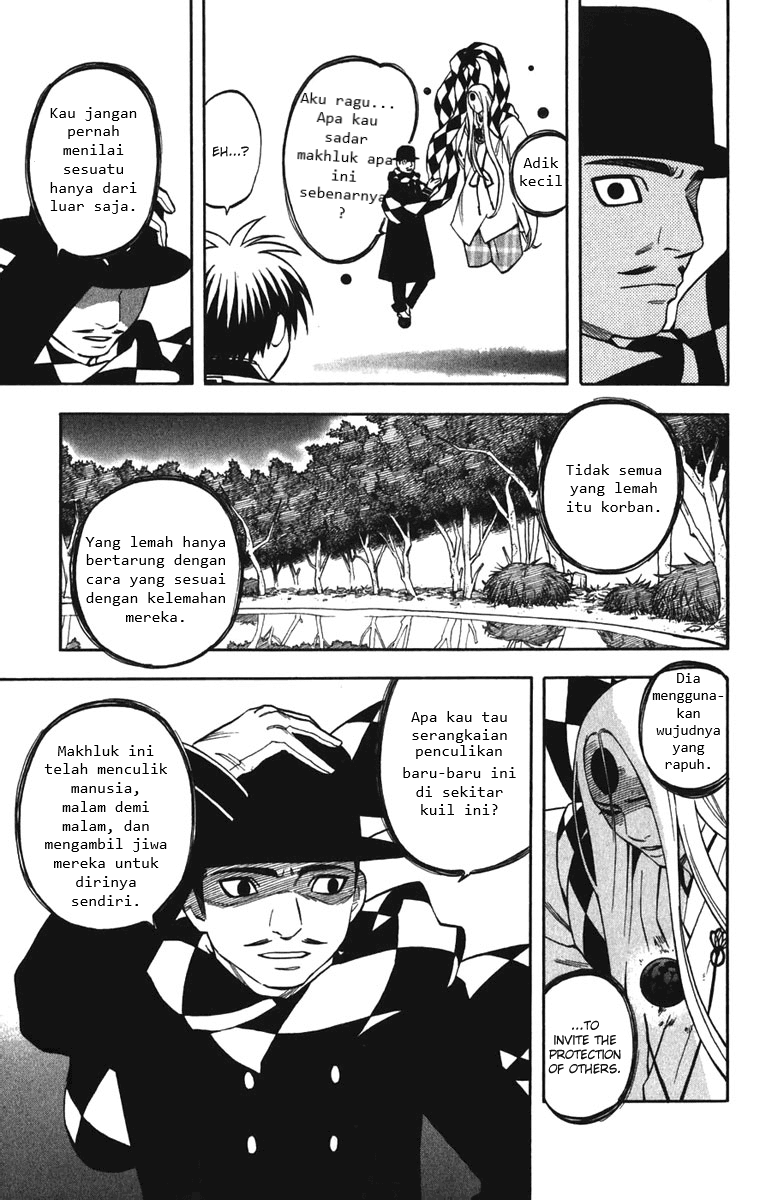 Adik
kecil
Aku ragu...
Apa kau
sadar
makhluk apa
ini
sebenarnya
?
EH...?
Kau jangan
pernah
menilai
sesuatu
hanya dari
luar saja.
Tidak semua
yang lemah
itu korban.
Yang lemah hanya
bertarung dengan
cara yang sesuai
dengan kelemahan
mereka.
Dia
mengguna-
kan
wujudnya
yang
rapuh.
...TO
INVITE THE
PROTECTION
OF OTHERS.
Apa kau tau
serangkaian
penculikan
baru-baru ini
di sekitar
kuil ini?
Makhluk ini
telah menculik
manusia,
malam demi
malam, dan
mengambil jiwa
mereka untuk
dirinya
sendiri.